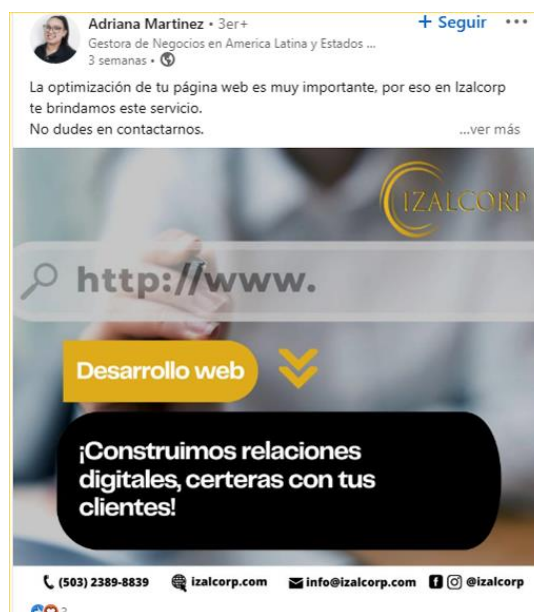 Adriana Martinez • 3er+
+ Seguir
Gestora de Negocios en America Latina y Estados ...
3 semanas •
La optimización de tu página web es muy importante, por eso en Izalcorp
te brindamos este servicio.
No dudes en contactarnos.
...ver más
IZALCORP
http://www.
Desarrollo web
¡Construimos relaciones
digitales, certeras con tus
clientes!
(503) 2389-8839 izalcorp.com info@izalcorp.com @izalcorp
3